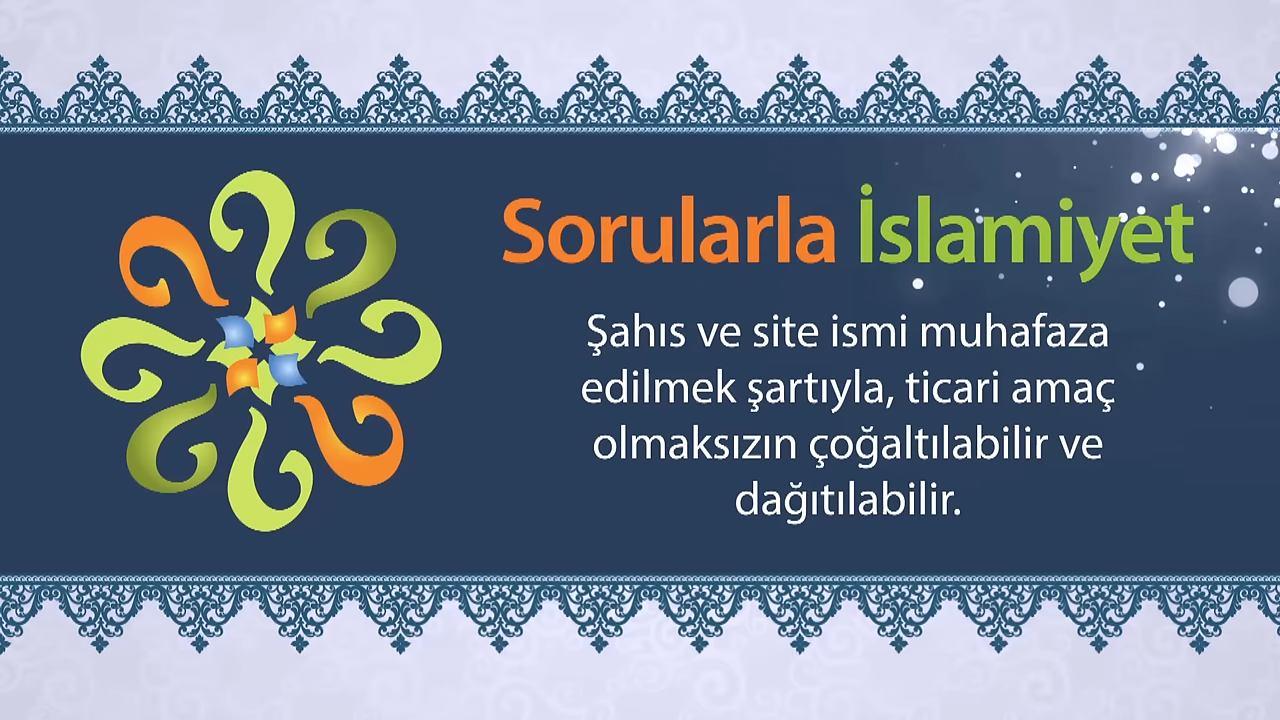 Sorularla İslamiyet
Şahıs ve site ismi muhafaza
edilmek şartıyla, ticari amaç
olmaksızın çoğaltılabilir ve
dağıtılabilir.